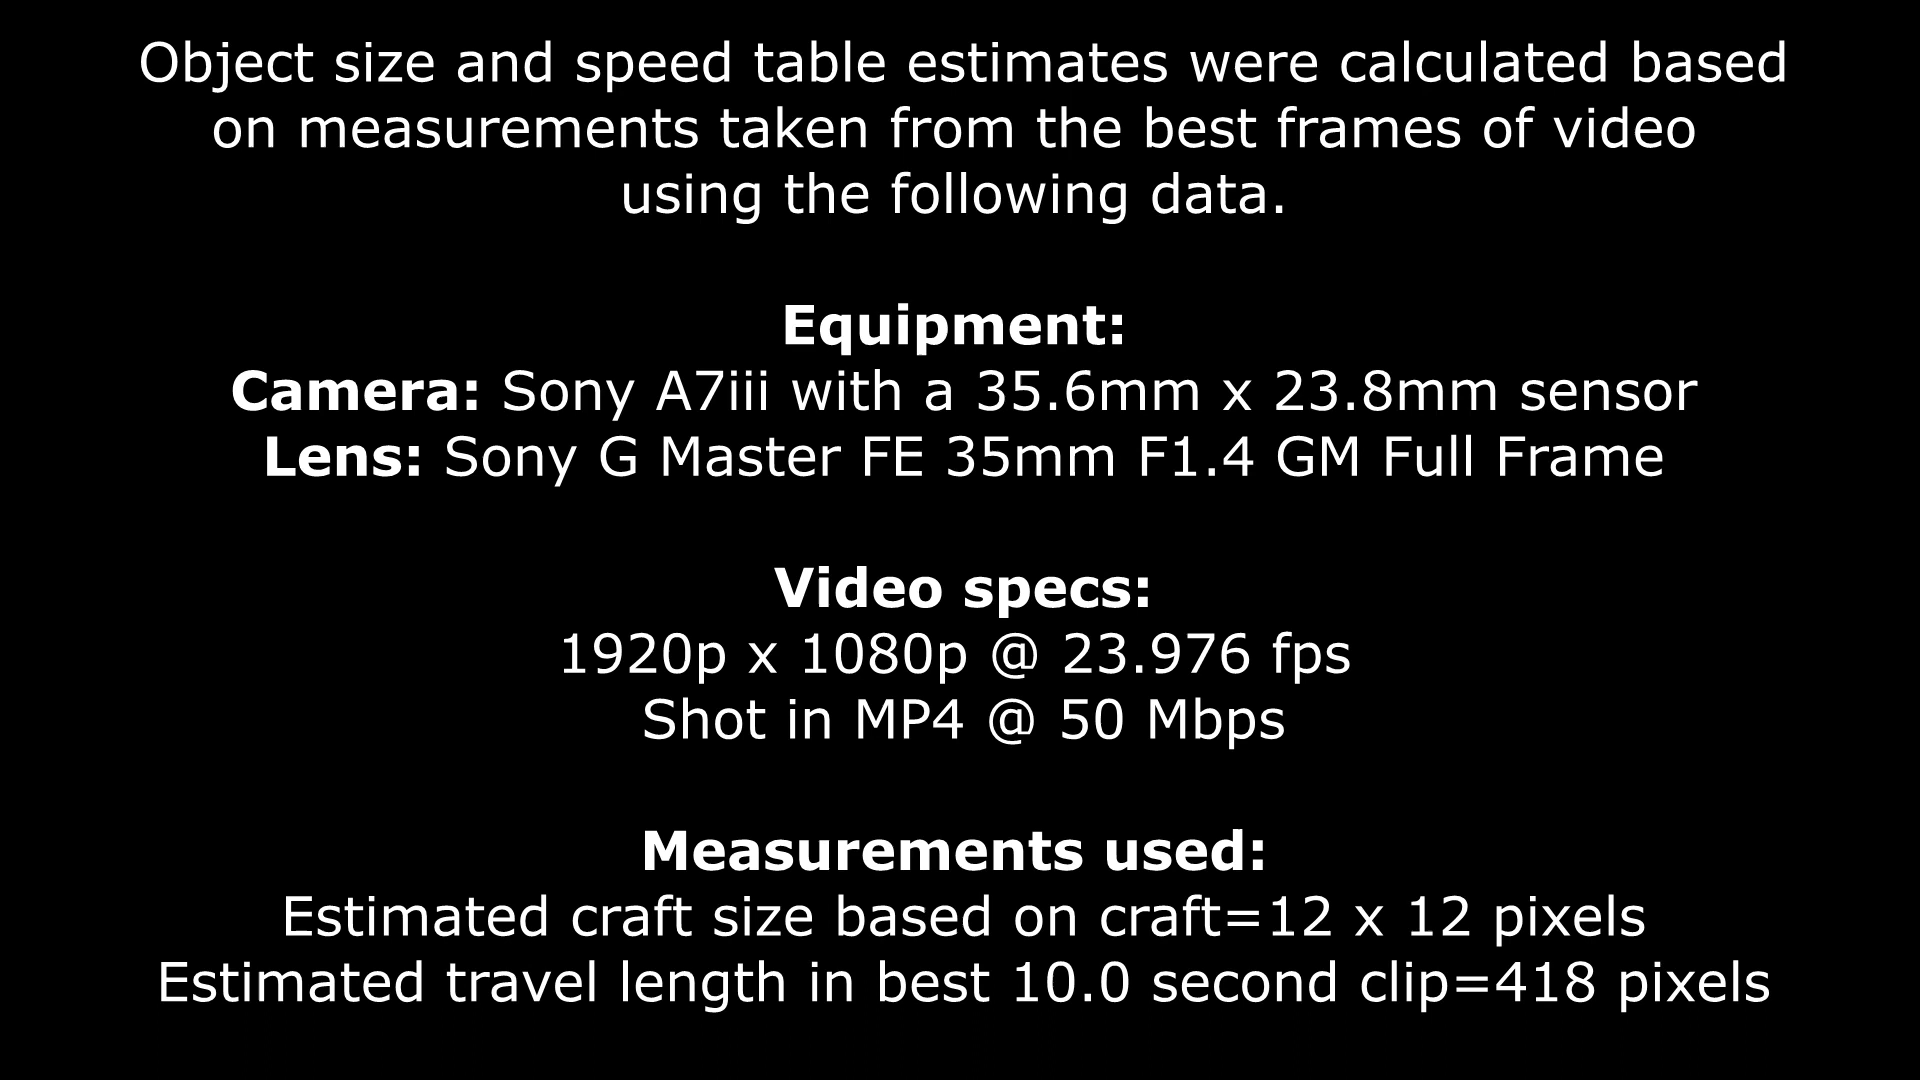 Object size and speed table estimates were calculated based
on measurements taken from the best frames of video
using the following data.
Equipment:
Camera: Sony A7iii with a 35.6mm x 23.8mm sensor
Lens: Sony G Master FE 35mm F1.4 GM Full Frame
Video specs:
1920p x 1080p @ 23.976 fps
Shot in MP4 @ 50 Mbps
Measurements used:
Estimated craft size based on craft=12 x 12 pixels
Estimated travel length in best 10.0 second clip=418 pixels